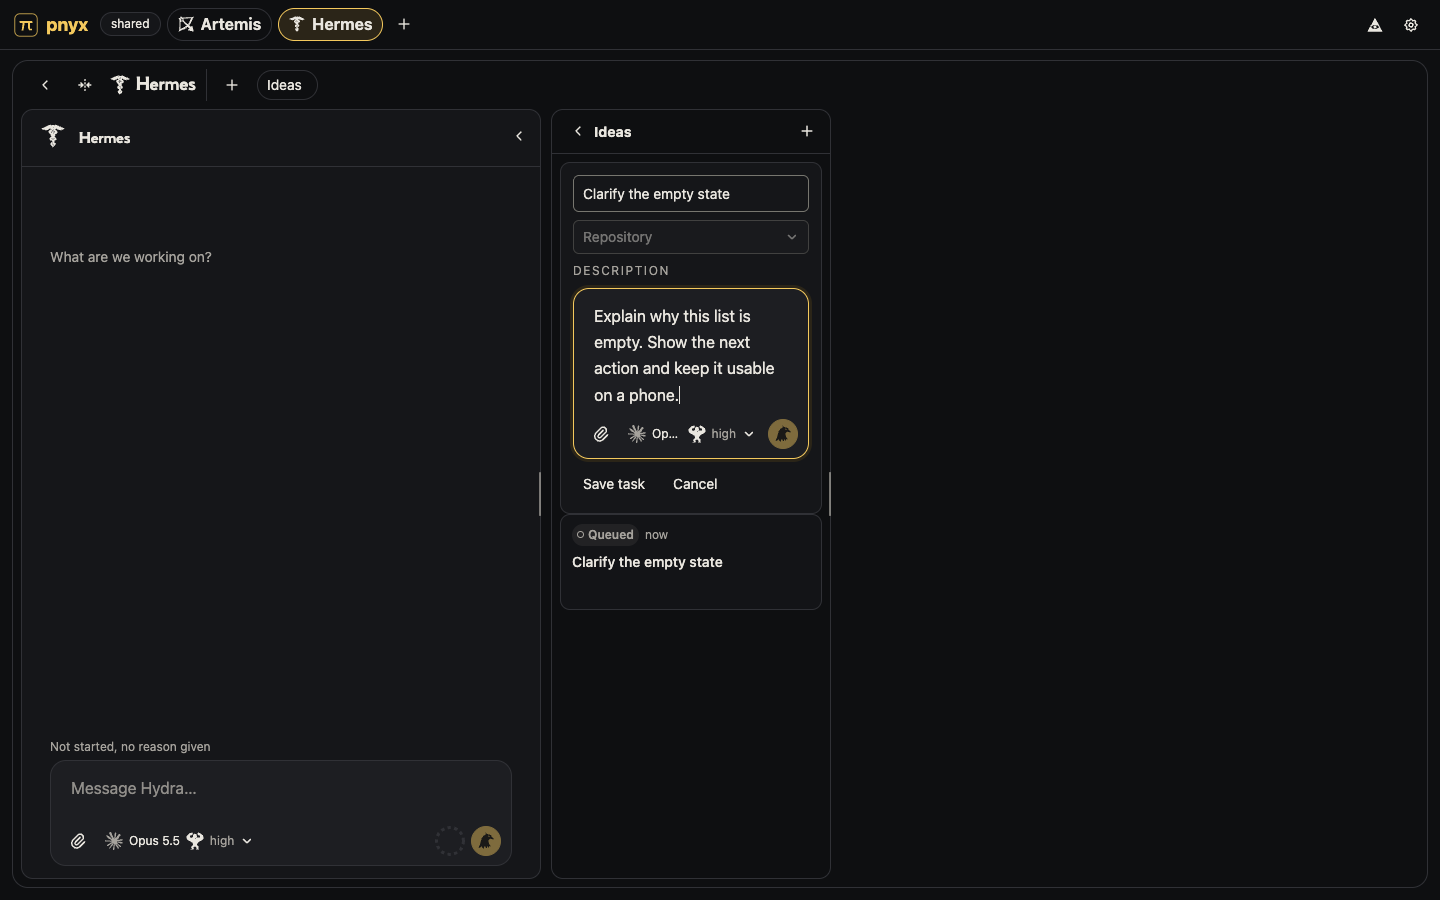 π pnyx shared Artemis Hermes +
Hermes + Ideas
Hermes
What are we working on?
Not started, no reason given
Message Hydra...
Opus 5.5 high
Ideas +
Clarify the empty state
Repository
DESCRIPTION
Explain why this list is
empty. Show the next
action and keep it usable
on a phone.
Op... high
Save task Cancel
Queued now
Clarify the empty state